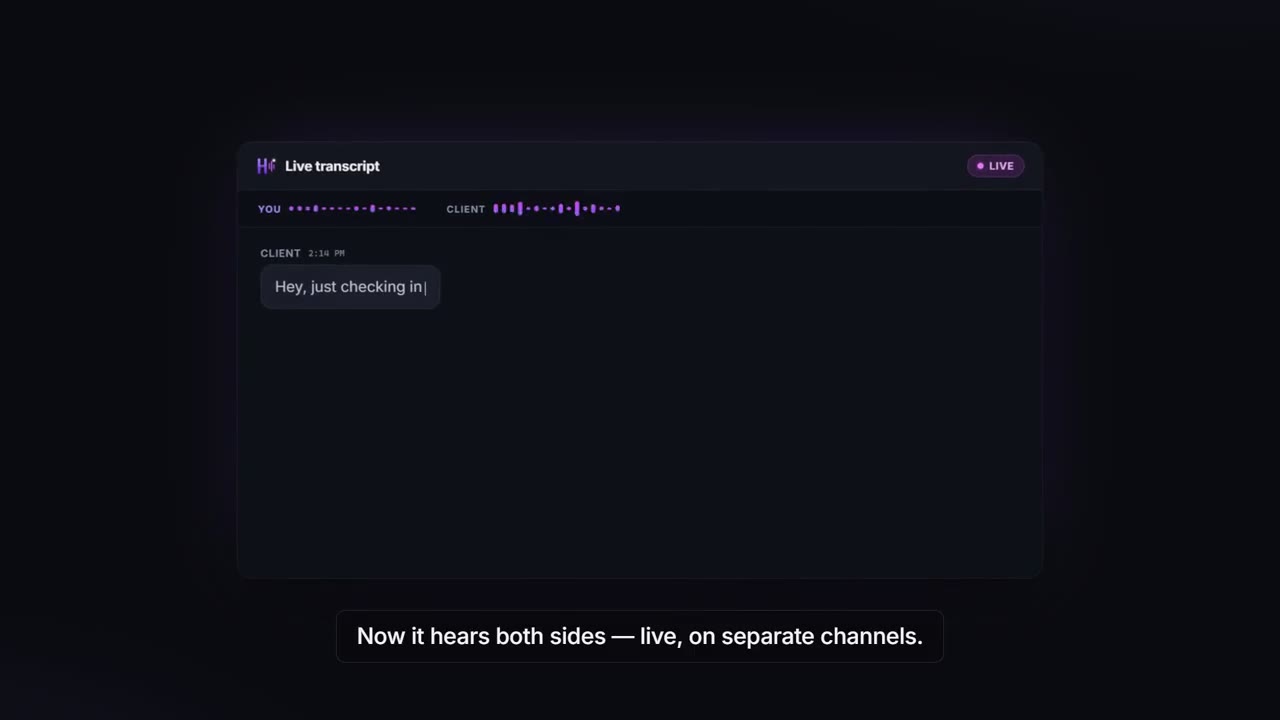 Live transcript
LIVE
YOU
CLIENT
CLIENT 2:14 PM
Hey, just checking in
Now it hears both sides — live, on separate channels.